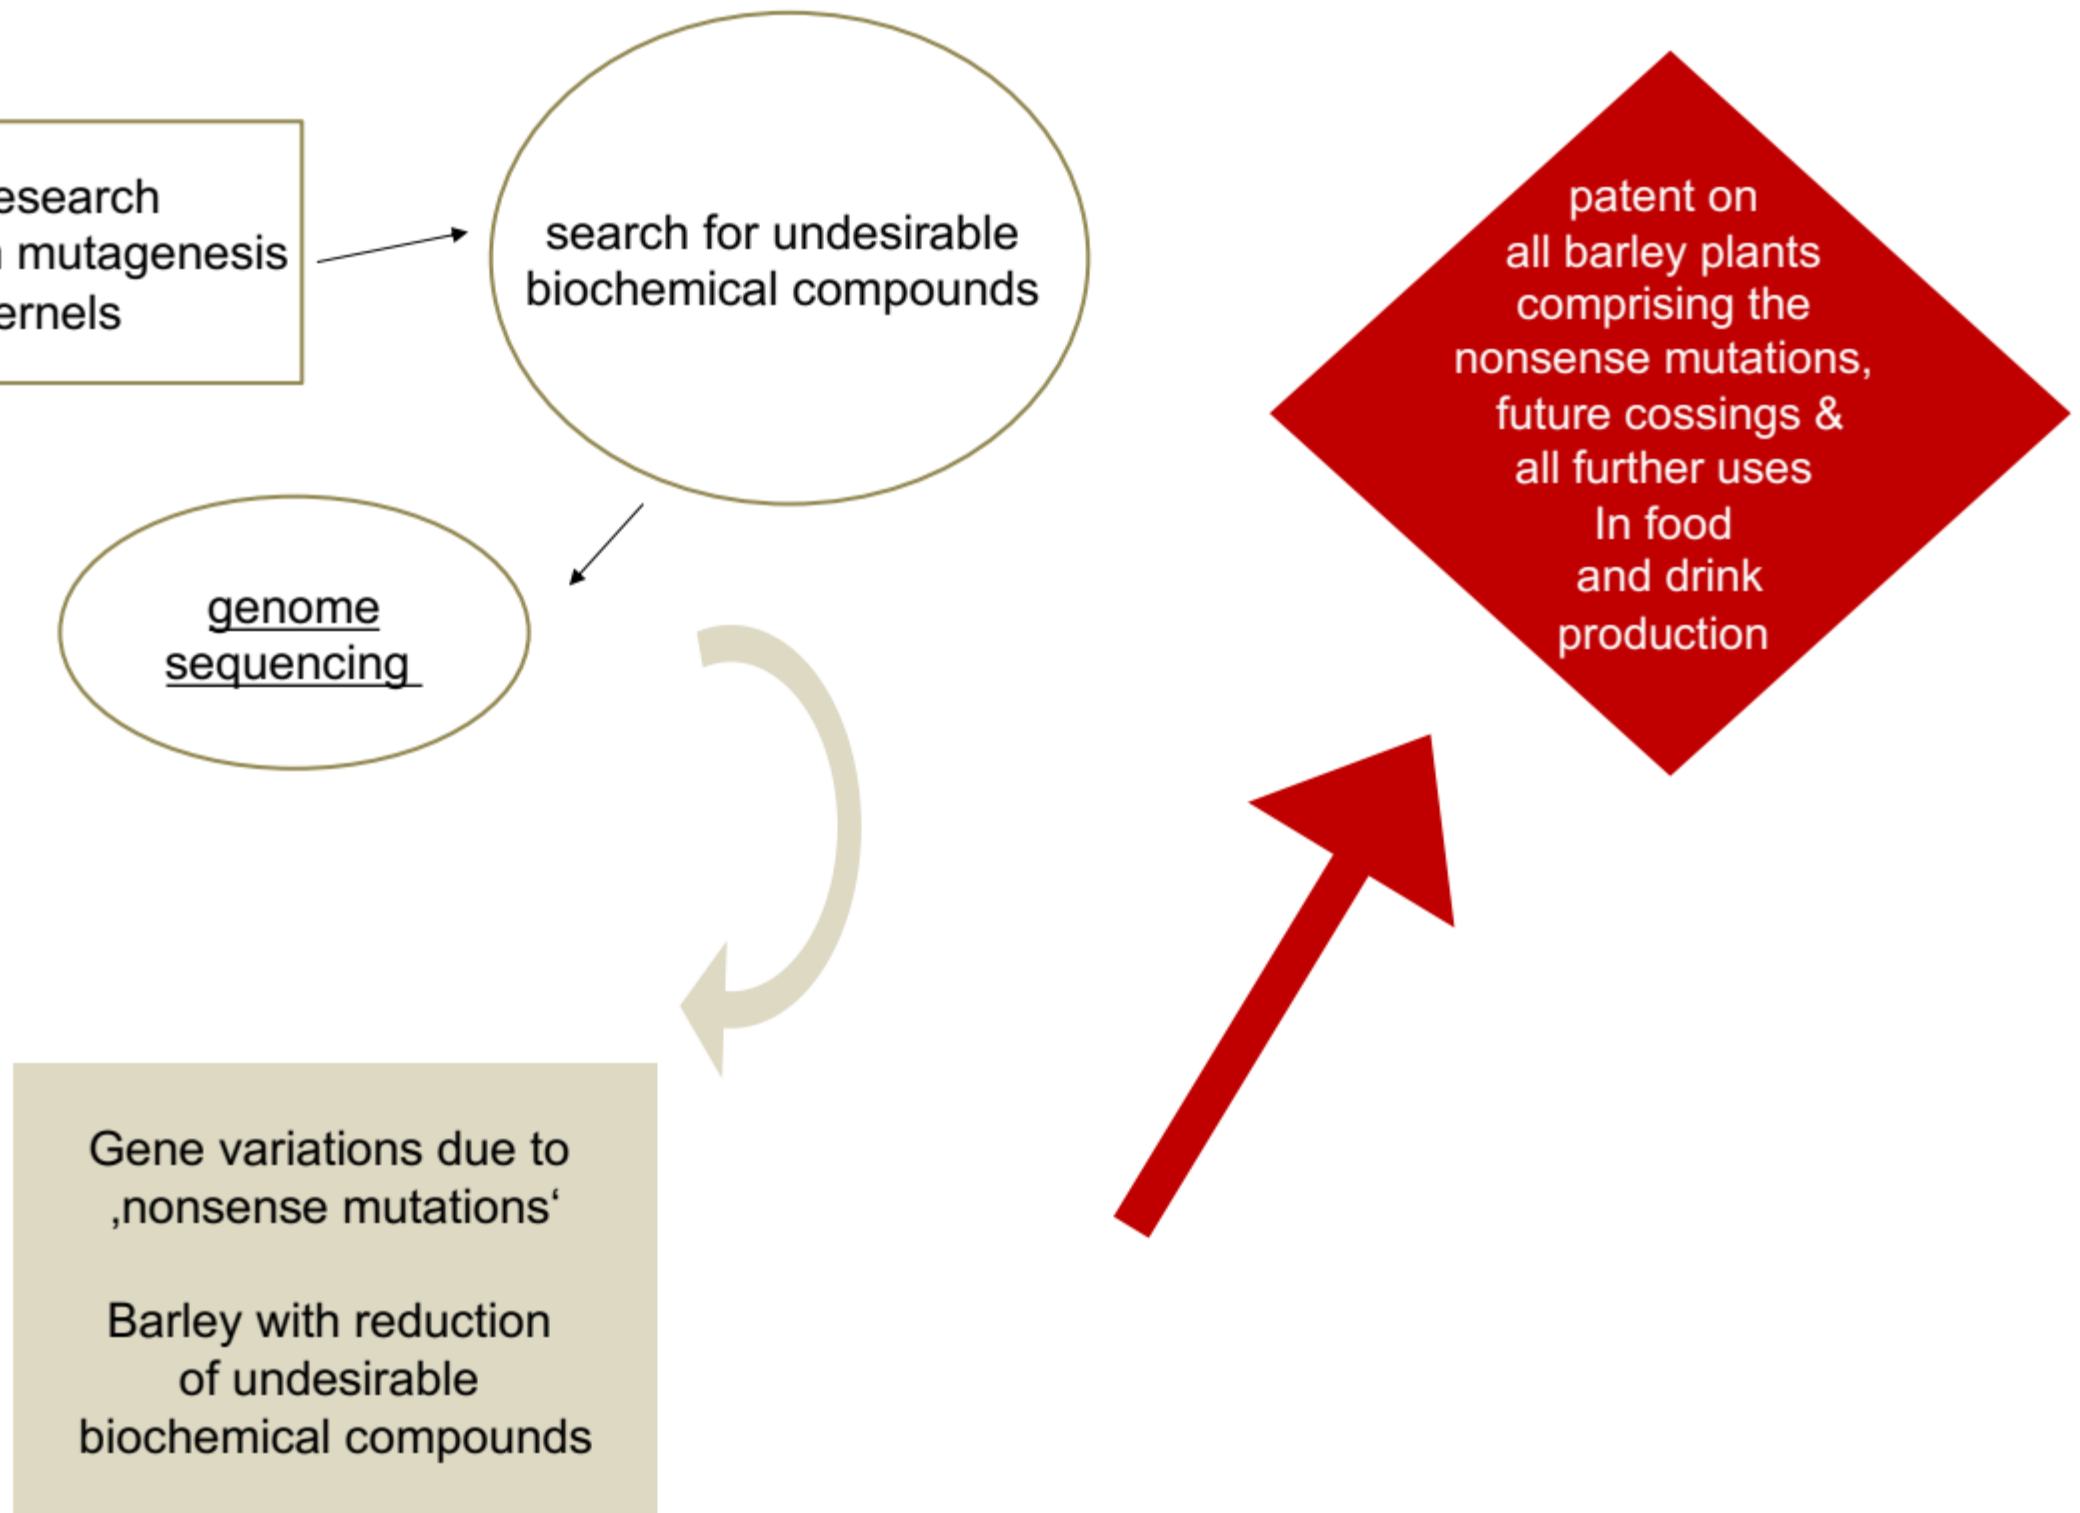 mutagenesis
search for undesirable
biochemical compounds
genome
sequencing
Gene variations due to
‚nonsense mutations‘
Barley with reduction
of undesirable
biochemical compounds
patent on
all barley plants
comprising the
nonsense mutations,
future cossings &
all further uses
In food
and drink
production